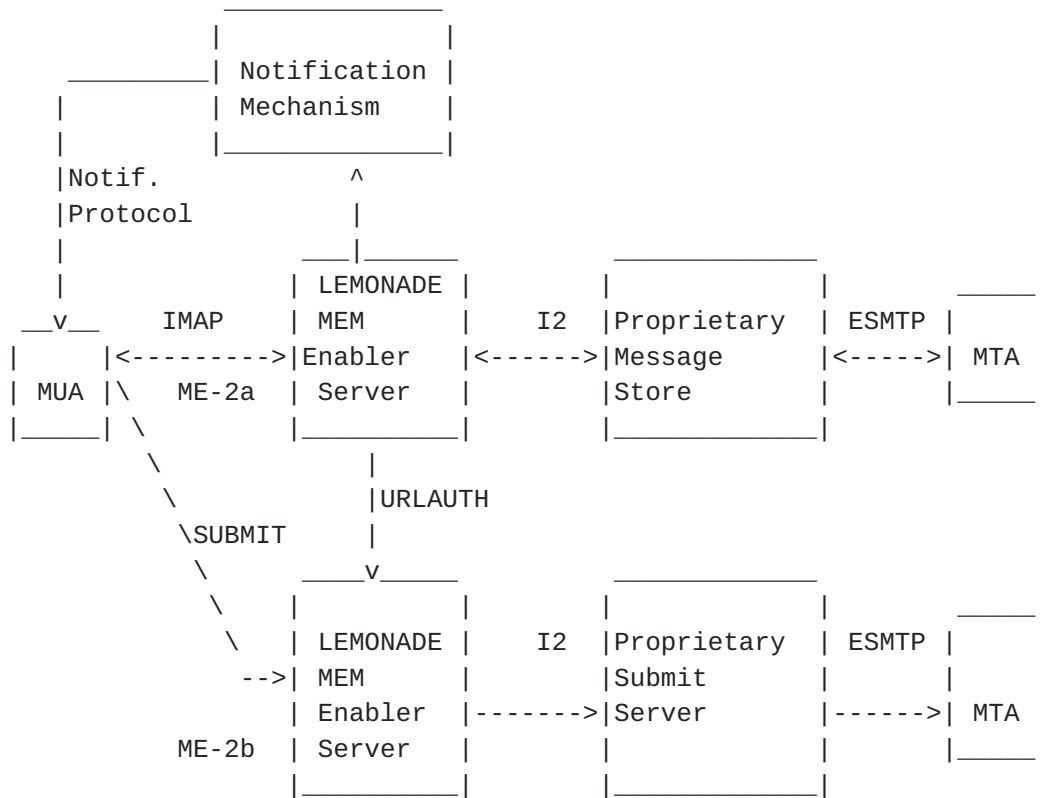 Notification
Mechanism
Notif.
Protocol
LEMONADE
IMAP MEM I2 Proprietary ESMTP
Enabler Message MTA
MUA ME-2a Server Store
URLAUTH
SUBMIT
LEMONADE I2 Proprietary ESMTP
MEM Submit
Enabler Server MTA
ME-2b Server